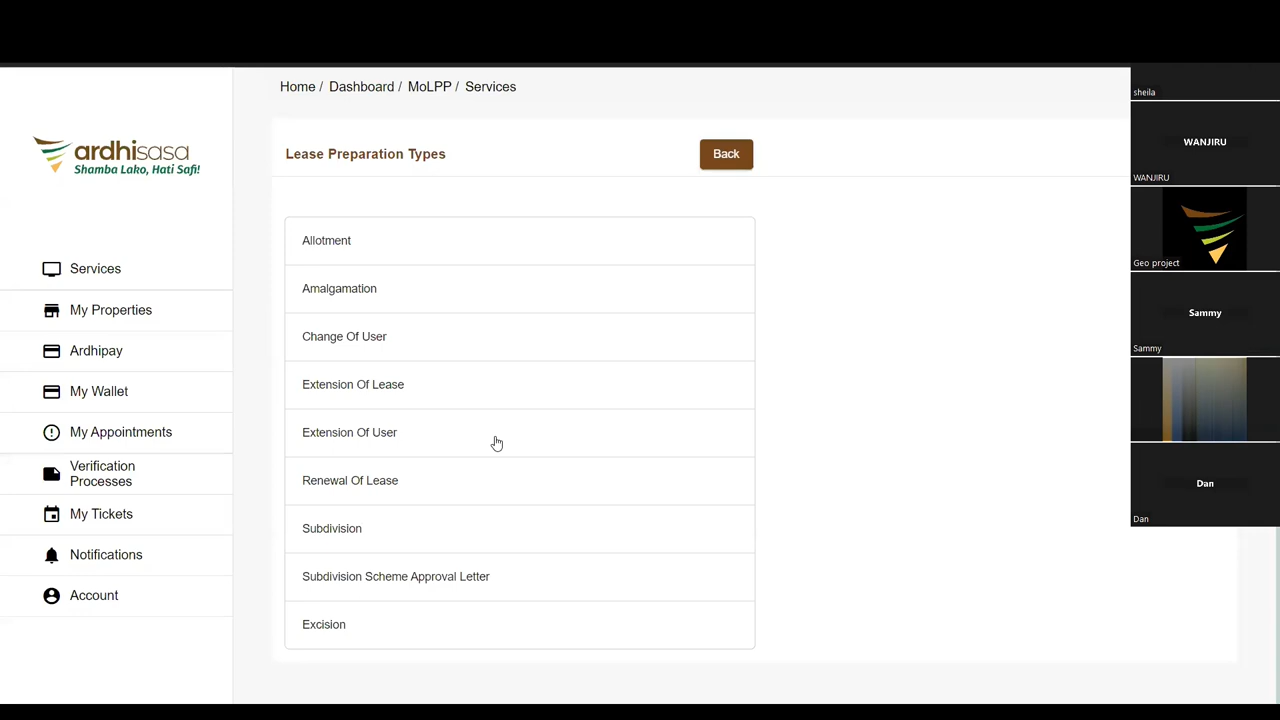 Home / Dashboard / MoLPP / Services
ardhisasa
Shamba Lako, Hati Safi!
Services
My Properties
Ardhipay
My Wallet
My Appointments
Verification
Processes
My Tickets
Notifications
Account
Lease Preparation Types
Back
Allotment
Amalgamation
Change Of User
Extension Of Lease
Extension Of User
Renewal Of Lease
Subdivision
Subdivision Scheme Approval Letter
Excision
sheila
WANJIRU
WANJIRU
Geo project
Sammy
Sammy
Dan
Dan